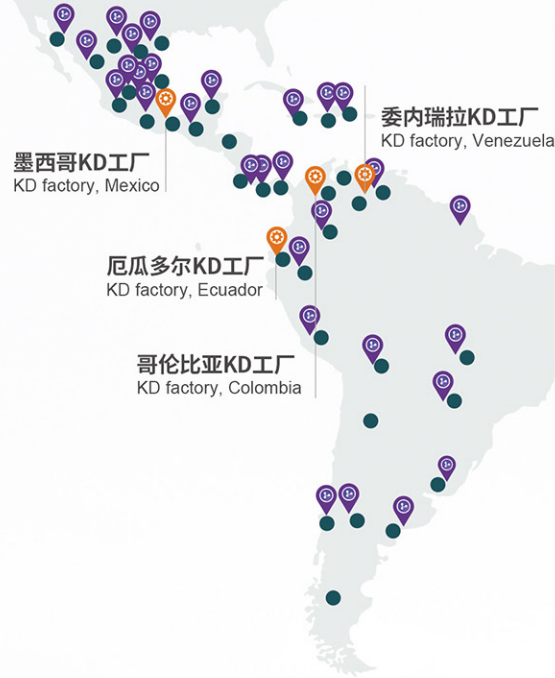 委内瑞拉KD工厂
KD factory, Venezuela
墨西哥KD工厂
KD factory, Mexico
厄瓜多尔KD工厂
KD factory, Ecuador
哥伦比亚KD工厂
KD factory, Colombia